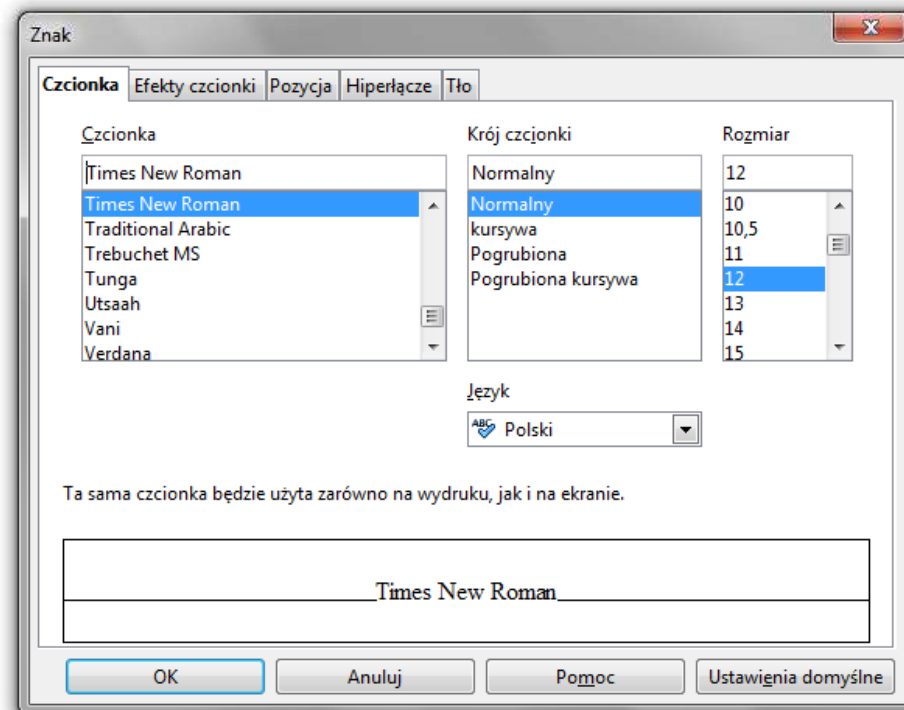 Znak
Czcionka Efekty czcionki Pozycja Hiperłącze Tło
Czcionka Krój czcionki Rozmiar
Times New Roman Normalny 12
Times New Roman Normalny 10
Traditional Arabic kursywa 10,5
Trebuchet MS Pogrubiona 11
Tunga Pogrubiona kursywa 12
Utsaah 13
Vani 14
Verdana 15
Język
ABC Polski
Ta sama czcionka będzie użyta zarówno na wydruku, jak i na ekranie.
Times New Roman
OK Anuluj Pomoc Ustawienia domyślne